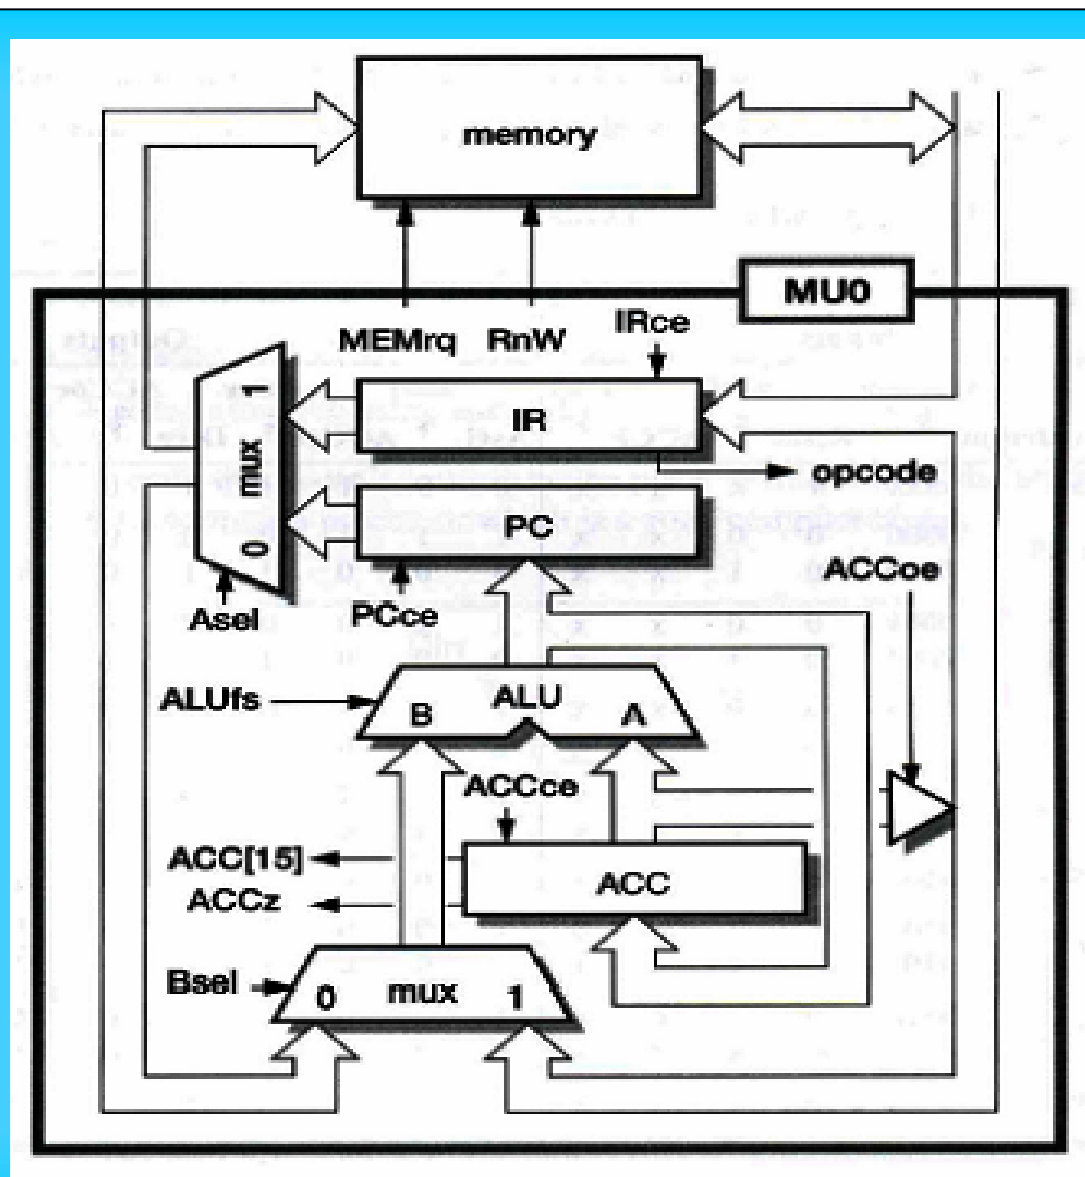 memory
MU0
MEMrq RnW IRce
mux 1 0
IR
opcode
PC
ACCoe
Asel
PCce
ALUfs
ALU
B A
ACCce
ACC[15]
ACCz
ACC
Bsel
0 mux 1